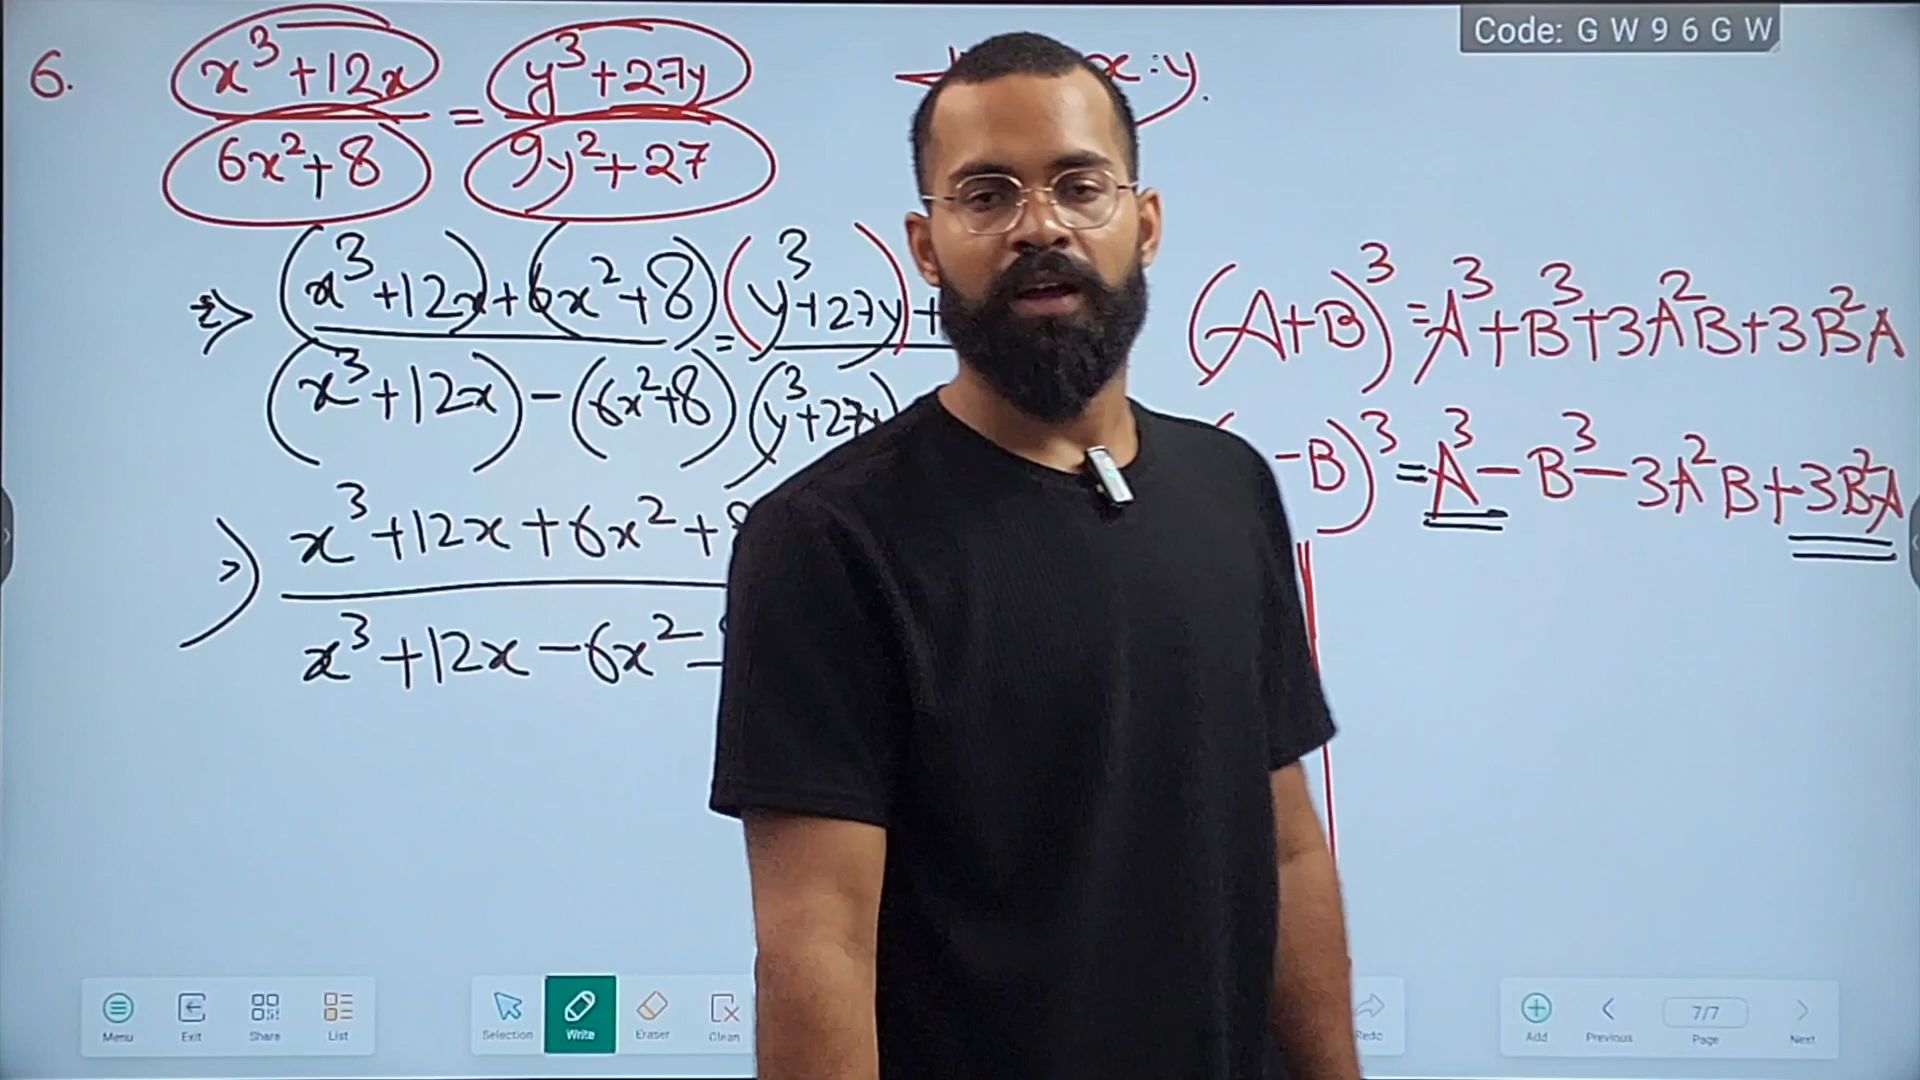 Code: G W 9 6 G W
6. x³+12x / 6x²+8 = y³+27y / 9y²+27 x:y.
⇒ (x³+12x)+(6x²+8) / (x³+12x)-(6x²+8) = (y³+27y)+ / (y³+27y)
⇒ x³+12x+6x²+8 / x³+12x-6x²-
(A+B)³=A³+B³+3A²B+3B²A
-B)³=A³-B³-3A²B+3B²A
Menu Exit Share List Selection Write Eraser Clean Redo Add Previous 7/7 Page Next